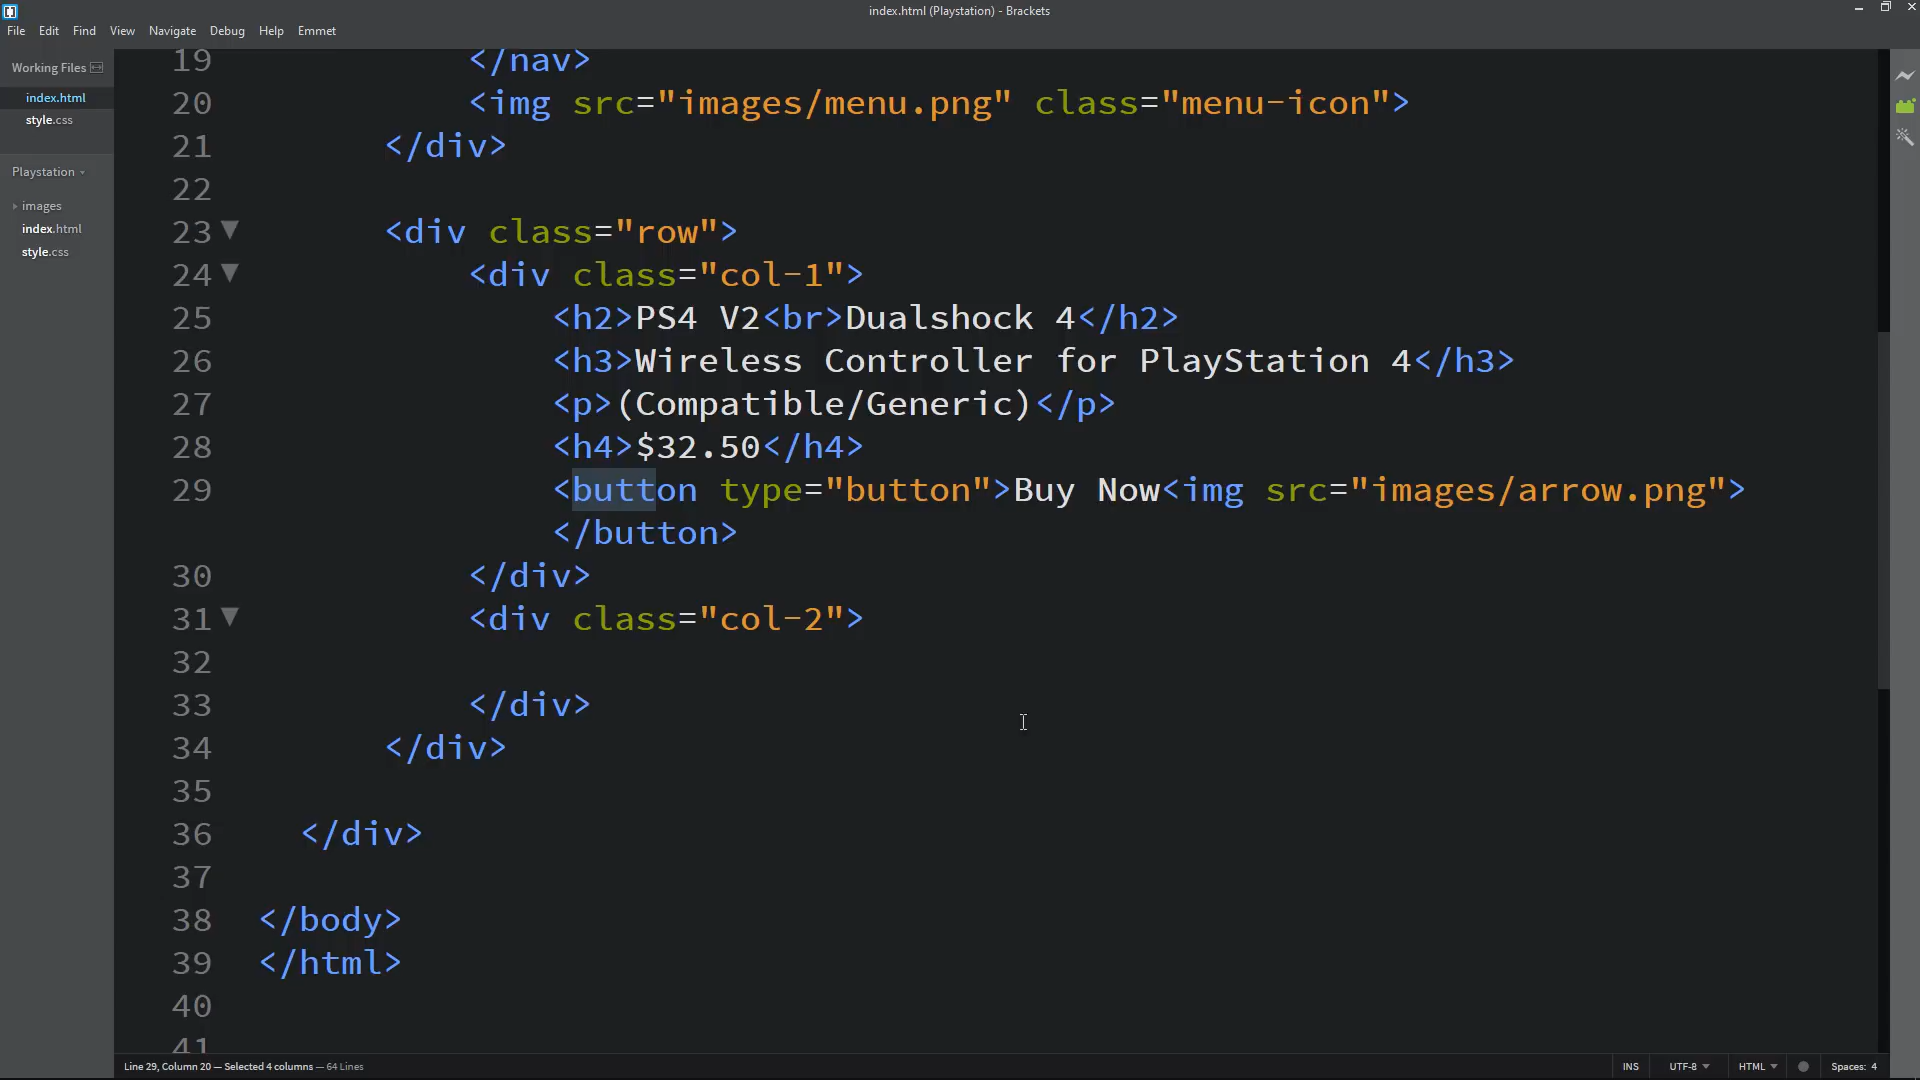 index.html (Playstation) - Brackets
File Edit Find View Navigate Debug Help Emmet
Working Files
index.html
style.css
Playstation
images
index.html
style.css
19 </nav>
20 <img src="images/menu.png" class="menu-icon">
21 </div>
22
23 <div class="row">
24 <div class="col-1">
25 <h2>PS4 V2<br>Dualshock 4</h2>
26 <h3>Wireless Controller for PlayStation 4</h3>
27 <p>(Compatible/Generic)</p>
28 <h4>$32.50</h4>
29 <button type="button">Buy Now<img src="images/arrow.png">
</button>
30 </div>
31 <div class="col-2">
32
33 </div>
34 </div>
35
36 </div>
37
38 </body>
39 </html>
40
41
Line 29, Column 20 — Selected 4 columns — 64 Lines
INS UTF-8 HTML Spaces: 4